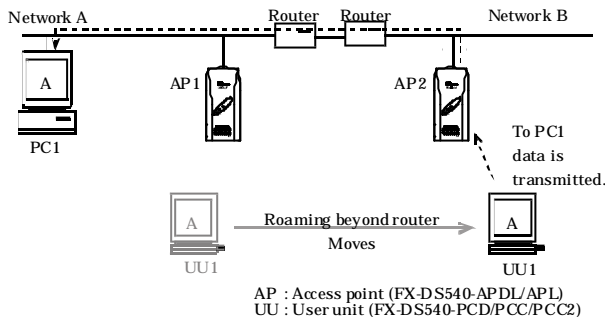 Network A
Router
Router
Network B
A
AP1
AP2
PC1
To PC1
data is
transmitted.
A
Roaming beyond router
A
Moves
UU1
UU1
AP : Access point (FX-DS540-APDL/APL)
UU : User unit (FX-DS540-PCD/PCC/PCC2)